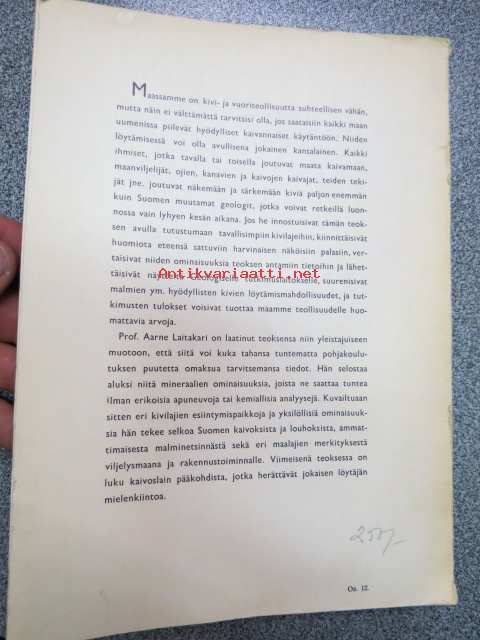 Maassamme on kivi- ja vuoriteollisuutta suhteellisen vähän,
mutta näin ei välttämättä tarvitsisi olla, jos saataisiin kaikki maan
uumenissa piilevät hyödylliset kaivannaiset käytäntöön. Niiden
löytämisessä voi olla avullisena jokainen kansalainen. Kaikki
ihmiset, jotka tavalla tai toisella joutuvat maata kaivamaan,
maanviljelijät, ojien, kanavien ja kaivojen kaivajat, teiden teki-
jät jne. joutuvat näkemään ja särkemään kiviä paljon enemmän
kuin Suomen muutamat geologit, jotka voivat retkeillä luon-
nossa vain lyhyen kesän aikana. Jos he innostuisivat tämän teok-
sen avulla tutustumaan tavallisimpiin kivilajeihin, kiinnittäisivät
huomiota eteensä sattuviin harvinaisen näköisiin palasiin, ver-
taisivat niiden ominaisuuksia teoksen antamiin tietoihin ja lähet-
täisivät näytteitä Geologiselle tutkimuslaitokselle, suurenisivat
Antikvariaatti.net
malmien ym. hyödyllisten kivien löytämismahdollisuudet, ja tut-
kimusten tulokset voisivat tuottaa maamme teollisuudelle huo-
mattavia arvoja.
Prof. Aarne Laitakari on laatinut teoksensa niin yleistajuiseen
muotoon, että siitä voi kuka tahansa tuntematta pohjakoulu-
tuksen puutetta omaksua tarvitsemansa tiedot. Hän selostaa
aluksi niitä mineraalien ominaisuuksia, joista ne saattaa tuntea
ilman erikoisia apuneuvoja tai kemiallisia analyysejä. Kuvailtuaan
sitten eri kivilajien esiintymispaikkoja ja yksilöllisiä ominaisuuk-
sia hän tekee selkoa Suomen kaivoksista ja louhoksista, ammat-
timaisesta malminetsinnästä sekä eri maalajien merkityksestä
viljelysmaana ja rakennustoiminnalle. Viimeisenä teoksessa on
luku kaivoslain pääkohdista, jotka herättävät jokaisen löytäjän
mielenkiintoa.
250/-
Oa. 12.